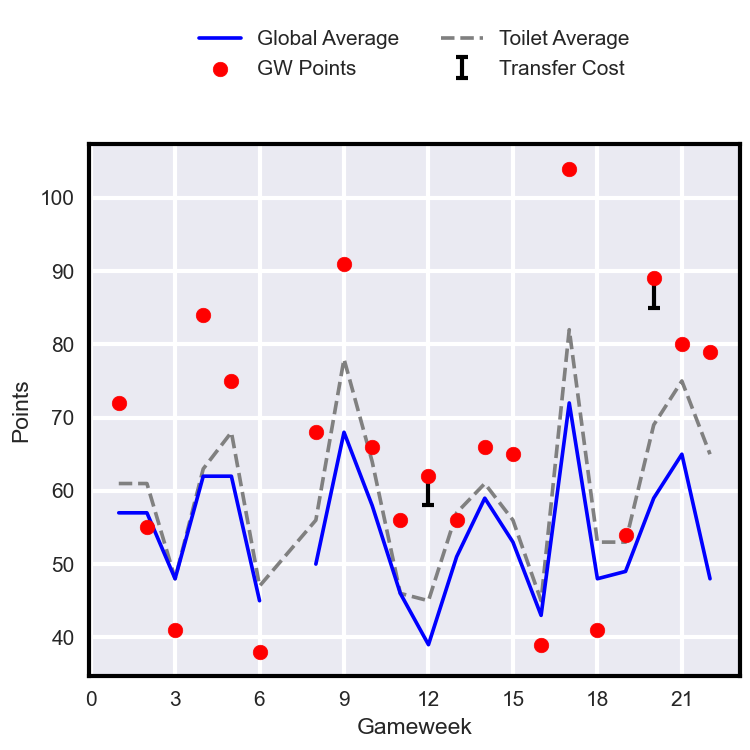 Global Average
Toilet Average
GW Points
Transfer Cost
100
90
80
70
60
50
40
Points
0 3 6 9 12 15 18 21
Gameweek